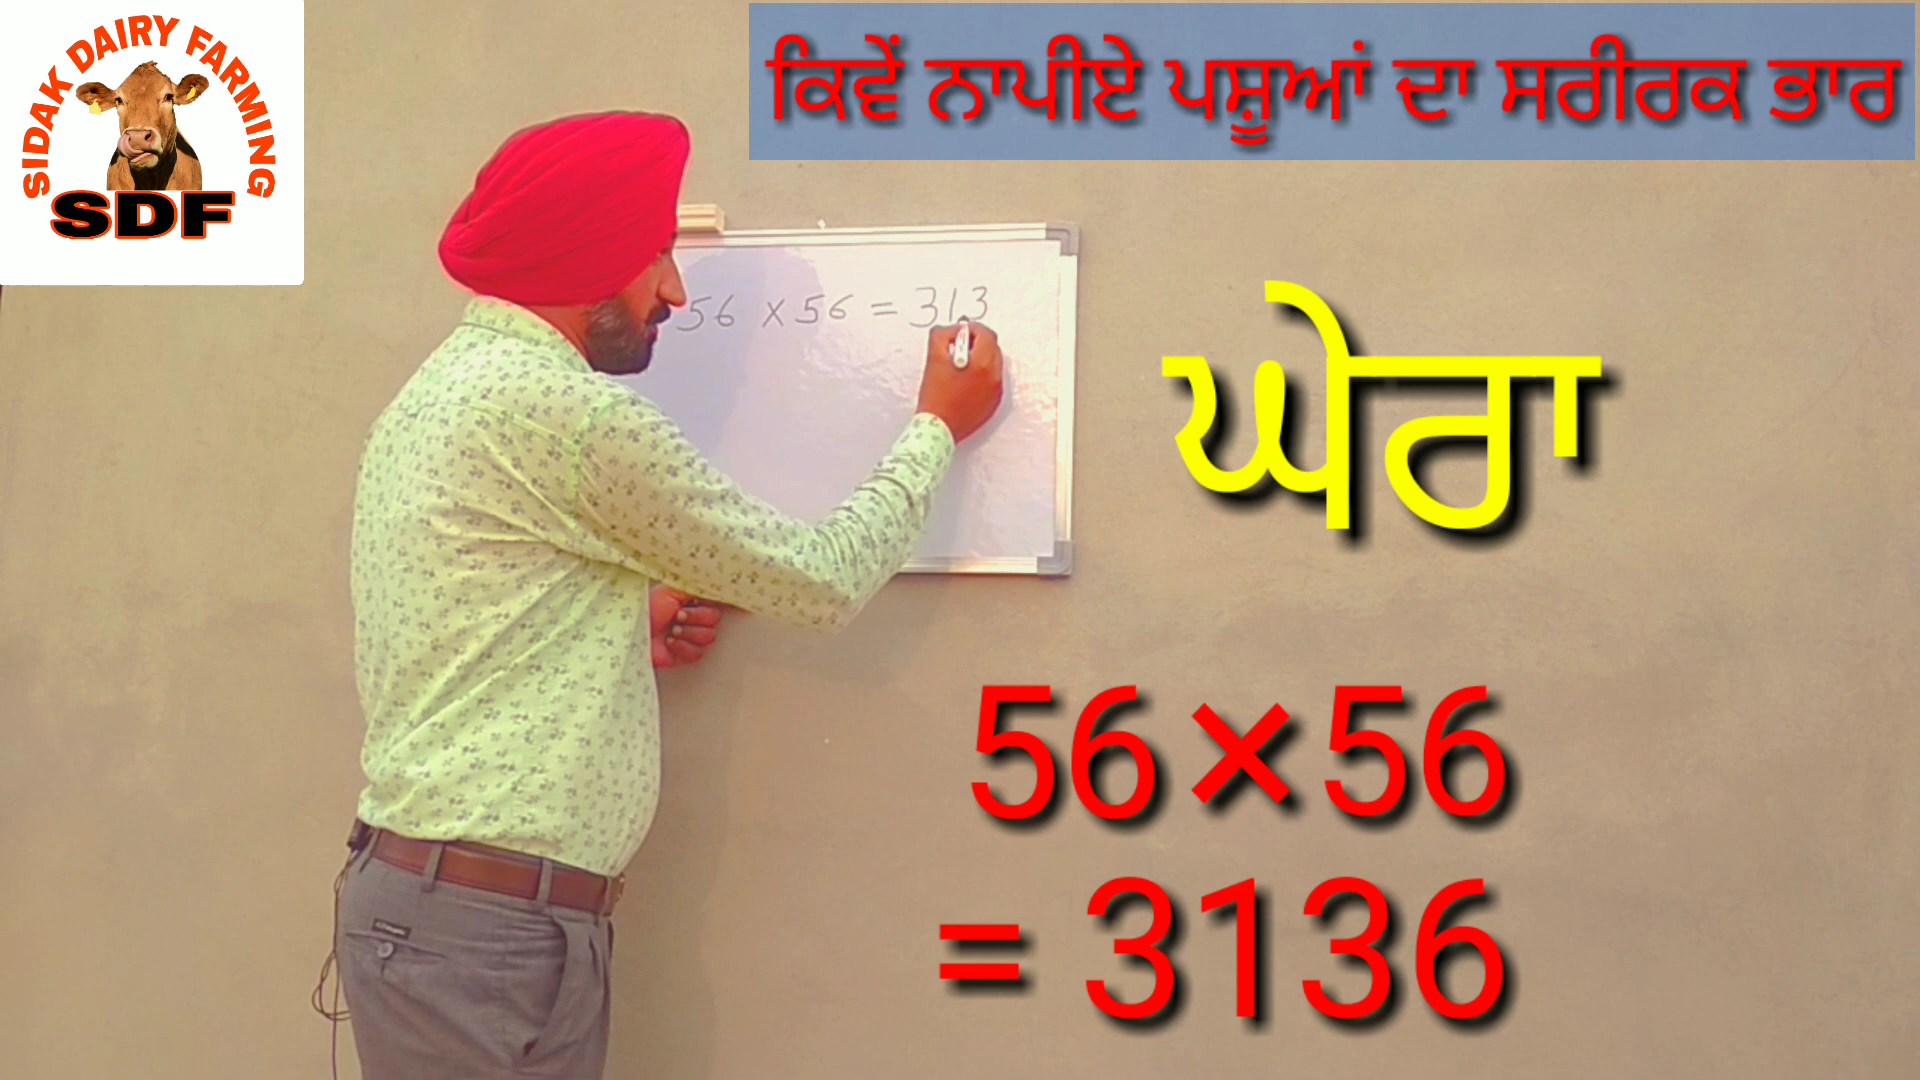 SIDAK DAIRY FARMING
SDF
ਕਿਵੇਂ ਨਾਪੀਏ ਪਸ਼ੂਆਂ ਦਾ ਸਰੀਰਕ ਭਾਰ
56 × 56 = 313
ਘੇਰਾ
56×56
= 3136